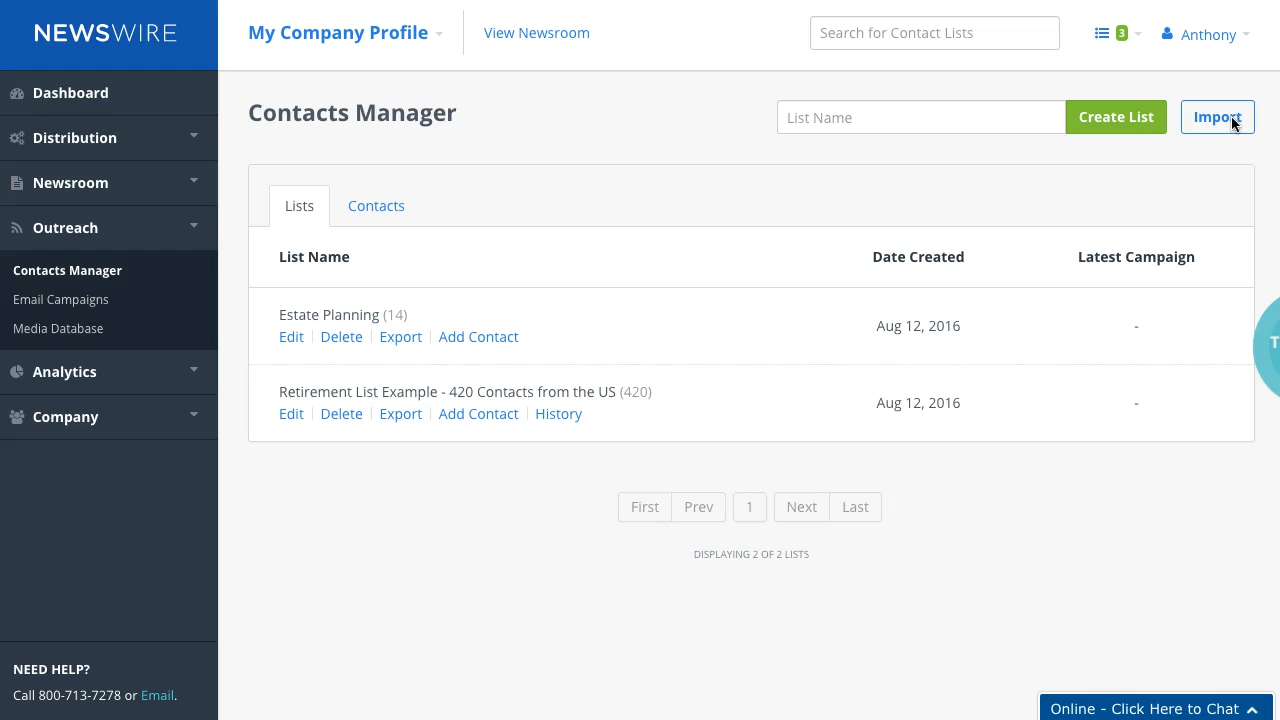 NEWSWIRE
My Company Profile
View Newsroom
Search for Contact Lists
3
Anthony
Dashboard
Distribution
Newsroom
Outreach
Contacts Manager
Email Campaigns
Media Database
Analytics
Company
NEED HELP?
Call 800-713-7278 or Email.
Contacts Manager
List Name
Create List
Import
Lists
Contacts
List Name
Date Created
Latest Campaign
Estate Planning (14)
Edit
Delete
Export
Add Contact
Aug 12, 2016
-
Retirement List Example - 420 Contacts from the US (420)
Edit
Delete
Export
Add Contact
History
Aug 12, 2016
-
First
Prev
1
Next
Last
DISPLAYING 2 OF 2 LISTS
T
Online - Click Here to Chat